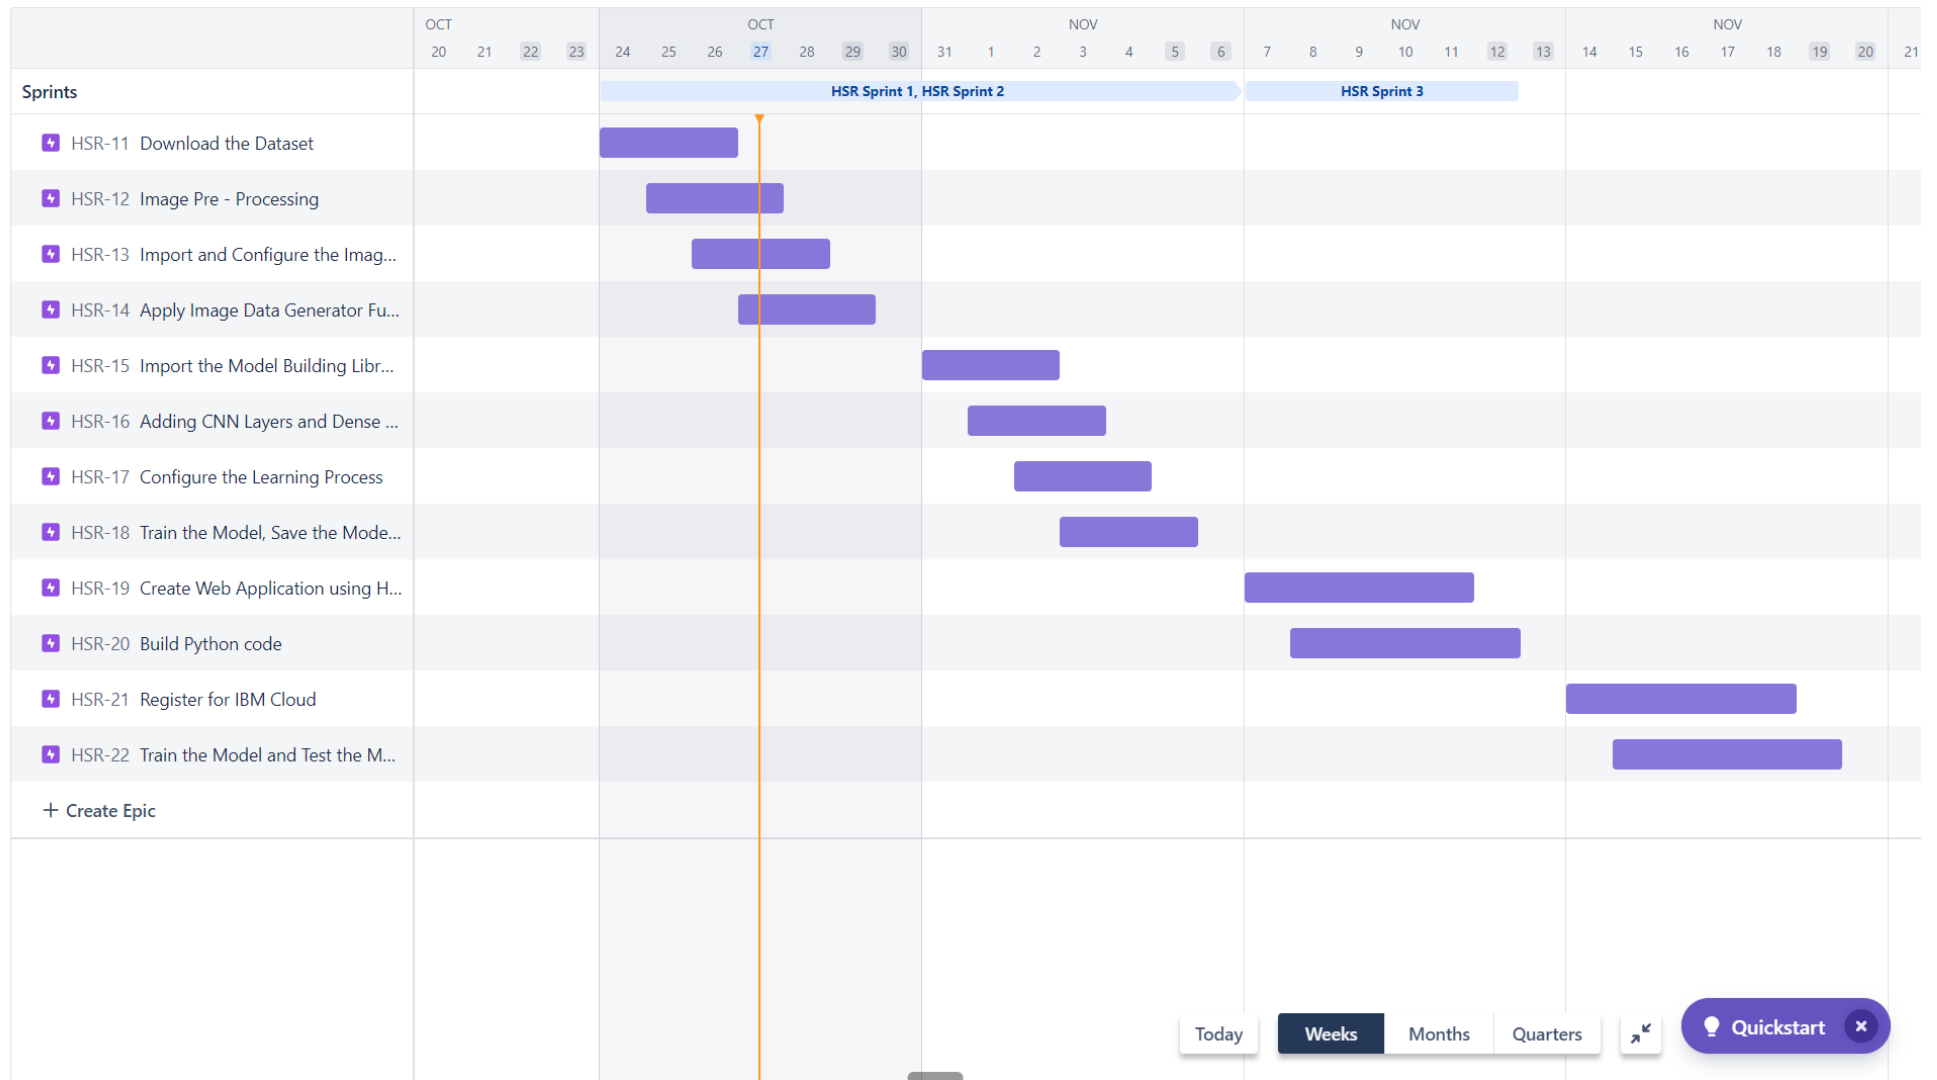 OCT OCT NOV NOV NOV
20 21 22 23 24 25 26 27 28 29 30 31 1 2 3 4 5 6 7 8 9 10 11 12 13 14 15 16 17 18 19 20 21
Sprints HSR Sprint 1, HSR Sprint 2 HSR Sprint 3
HSR-11 Download the Dataset
HSR-12 Image Pre - Processing
HSR-13 Import and Configure the Imag...
HSR-14 Apply Image Data Generator Fu...
HSR-15 Import the Model Building Libr...
HSR-16 Adding CNN Layers and Dense ...
HSR-17 Configure the Learning Process
HSR-18 Train the Model, Save the Mode...
HSR-19 Create Web Application using H...
HSR-20 Build Python code
HSR-21 Register for IBM Cloud
HSR-22 Train the Model and Test the M...
+ Create Epic
Today Weeks Months Quarters Quickstart